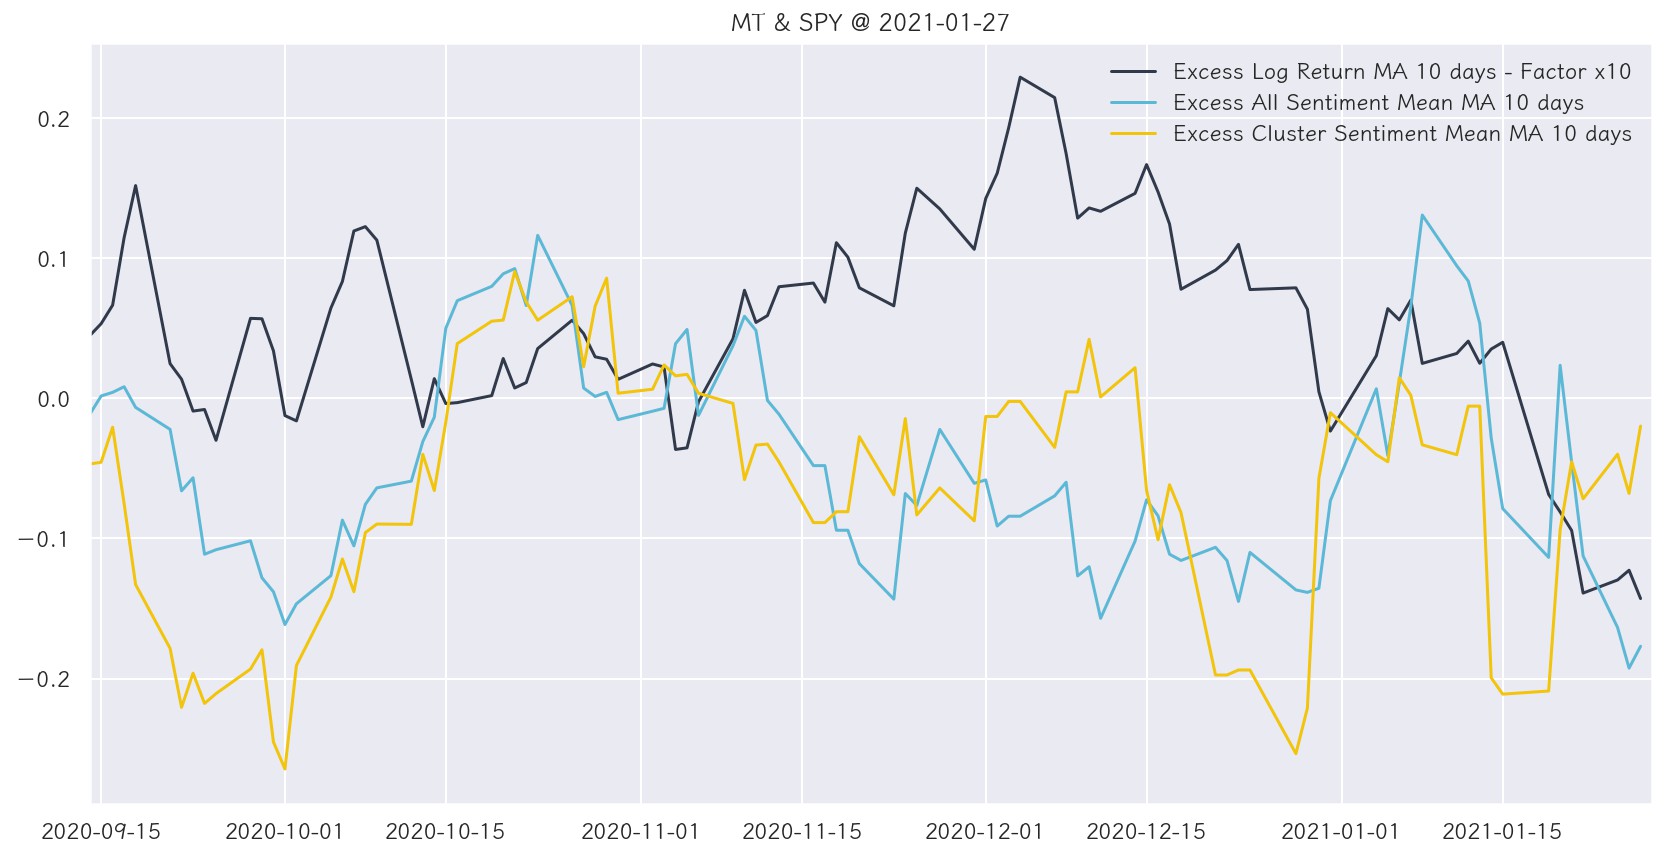 MT & SPY @ 2021-01-27
Excess Log Return MA 10 days - Factor x10
Excess All Sentiment Mean MA 10 days
Excess Cluster Sentiment Mean MA 10 days
0.2
0.1
0.0
−0.1
−0.2
2020-09-15 2020-10-01 2020-10-15 2020-11-01 2020-11-15 2020-12-01 2020-12-15 2021-01-01 2021-01-15